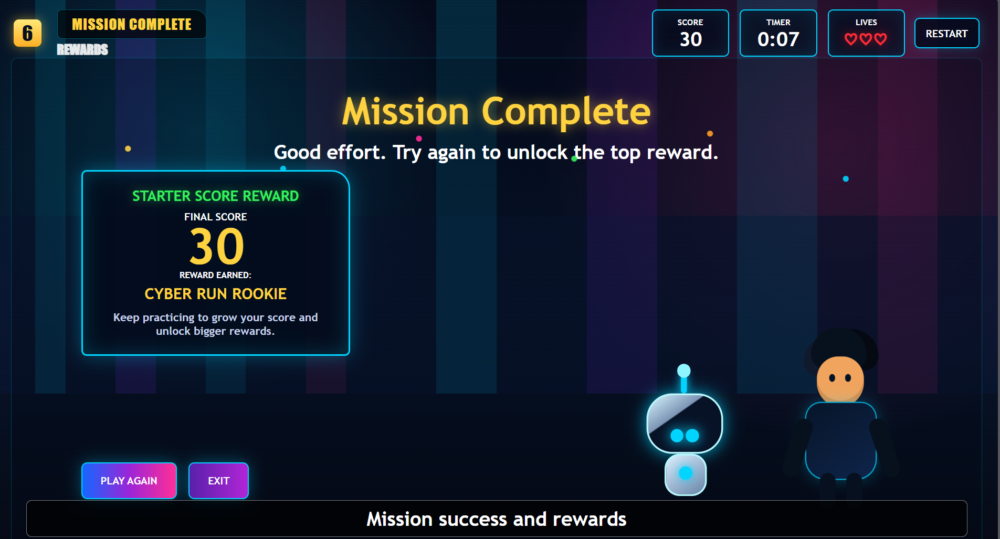 6
MISSION COMPLETE
REWARDS
SCORE
30
TIMER
0:07
LIVES
♡♡♡
RESTART
Mission Complete
Good effort. Try again to unlock the top reward.
STARTER SCORE REWARD
FINAL SCORE
30
REWARD EARNED:
CYBER RUN ROOKIE
Keep practicing to grow your score and
unlock bigger rewards.
PLAY AGAIN
EXIT
Mission success and rewards